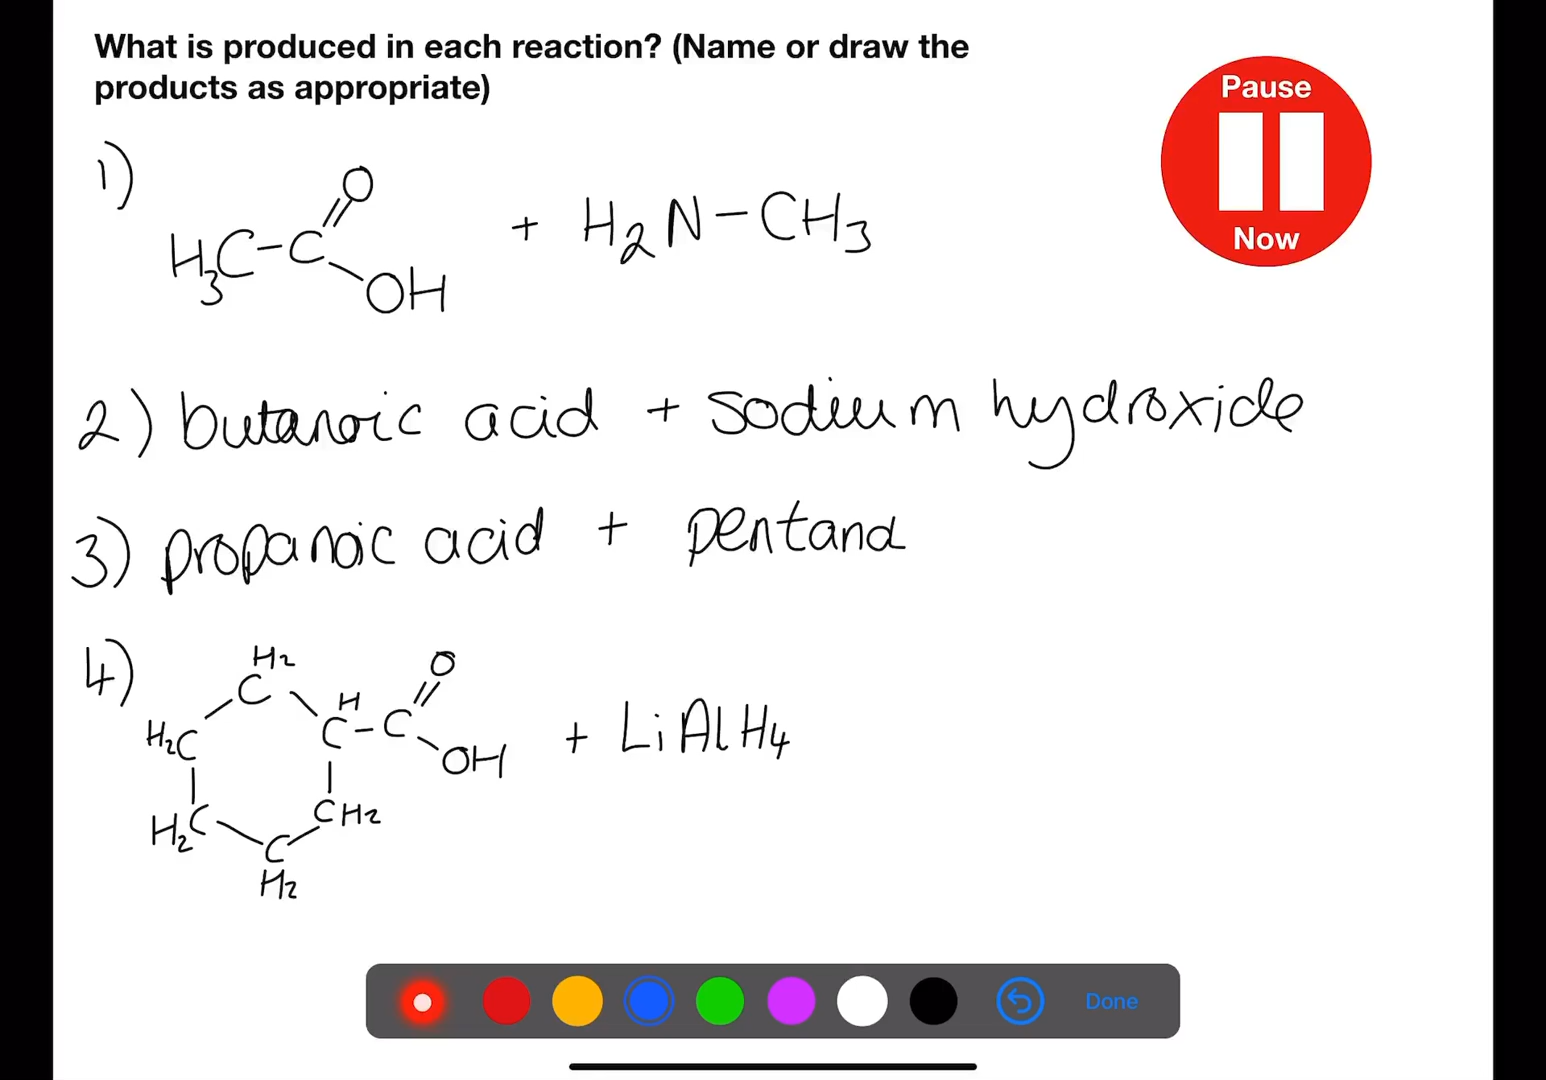 What is produced in each reaction? (Name or draw the
products as appropriate)
Pause
Now
1)
H₃C-C
O
OH
+ H₂N-CH₃
2) butanoic acid + sodium hydroxide
3) propanoic acid + pentanol
4)
H₂
C
H
C-C
O
OH
+ LiAlH₄
H₂C
H₂C
CH₂
C
H₂
Done